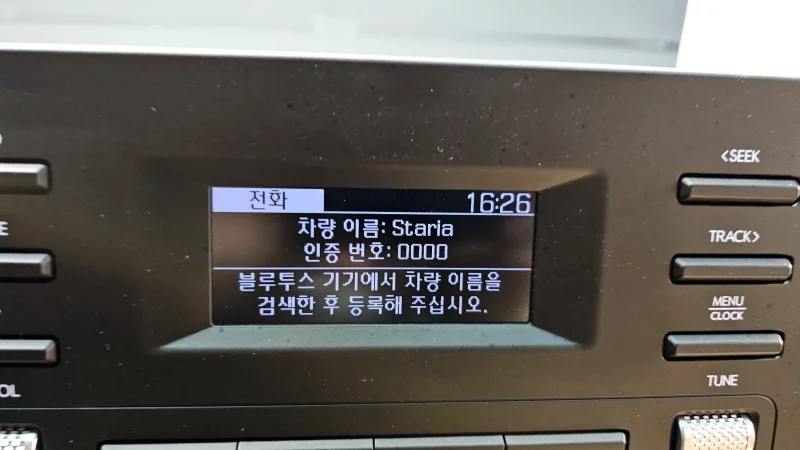 전화 16:26
차량 이름: Staria
인증 번호: 0000
블루투스 기기에서 차량 이름을
검색한 후 등록해 주십시오.
<SEEK
TRACK>
MENU
CLOCK
TUNE